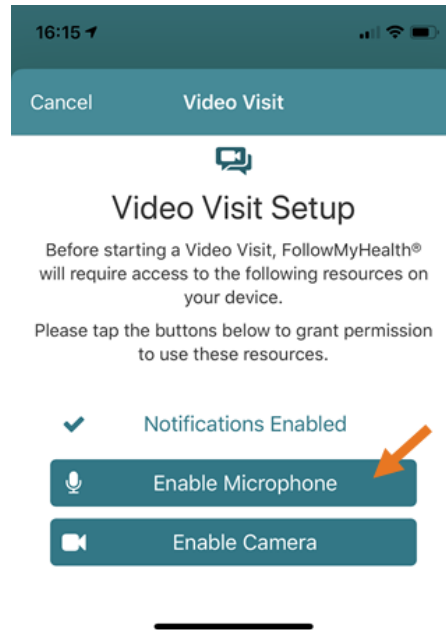 16:15
Cancel Video Visit
Video Visit Setup
Before starting a Video Visit, FollowMyHealth®
will require access to the following resources on
your device.
Please tap the buttons below to grant permission
to use these resources.
Notifications Enabled
Enable Microphone
Enable Camera